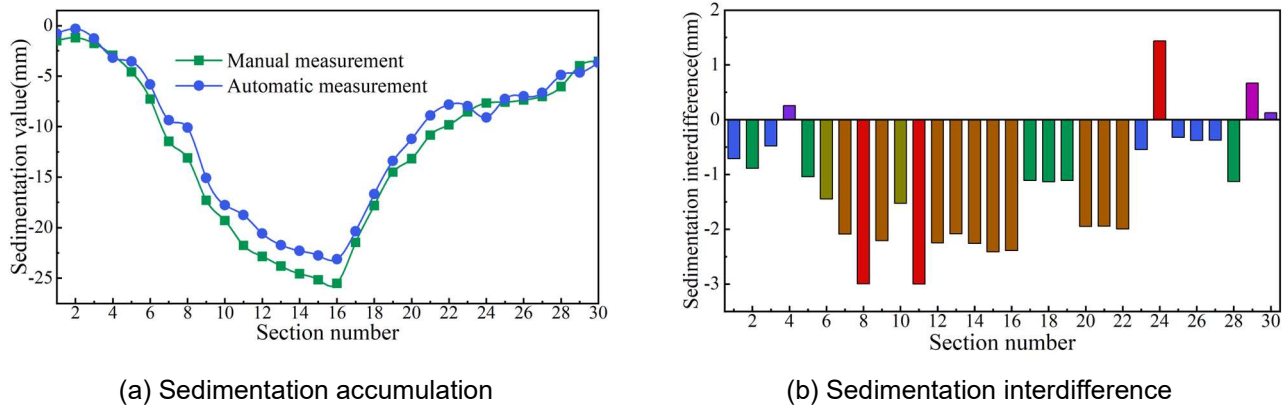 0
-5
-10
-15
-20
-25
Sedimentation value(mm)
Manual measurement
Automatic measurement
2 4 6 8 10 12 14 16 18 20 22 24 26 28 30
Section number
(a) Sedimentation accumulation
2
1
0
-1
-2
-3
Sedimentation interdifference(mm)
2 4 6 8 10 12 14 16 18 20 22 24 26 28 30
Section number
(b) Sedimentation interdifference